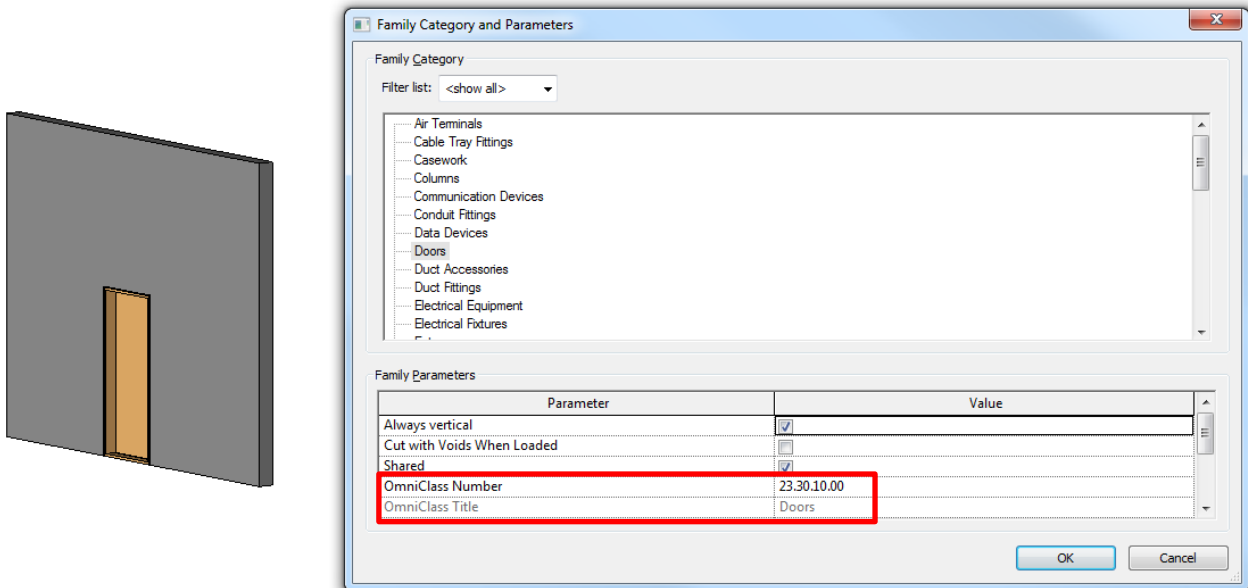 Family Category and Parameters
Family Category
Filter list: <show all>
Air Terminals
Cable Tray Fittings
Casework
Columns
Communication Devices
Conduit Fittings
Data Devices
Doors
Duct Accessories
Duct Fittings
Electrical Equipment
Electrical Fixtures
Family Parameters
Parameter Value
Always vertical
Cut with Voids When Loaded
Shared
OmniClass Number 23.30.10.00
OmniClass Title Doors
OK Cancel